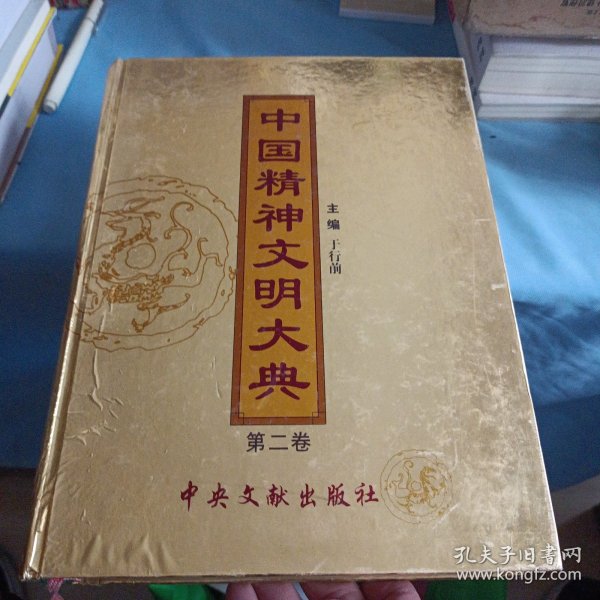 中国精神文明大典
主编 于行前
第二卷
中央文献出版社
孔夫子旧书网
www.kongfz.com